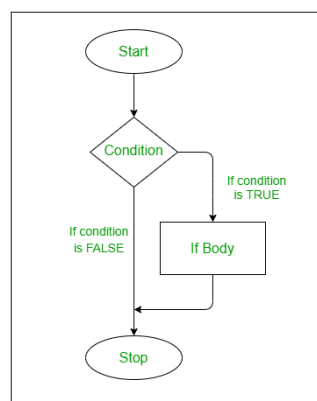 Start
Condition
If condition
is TRUE
If condition
is FALSE
If Body
Stop